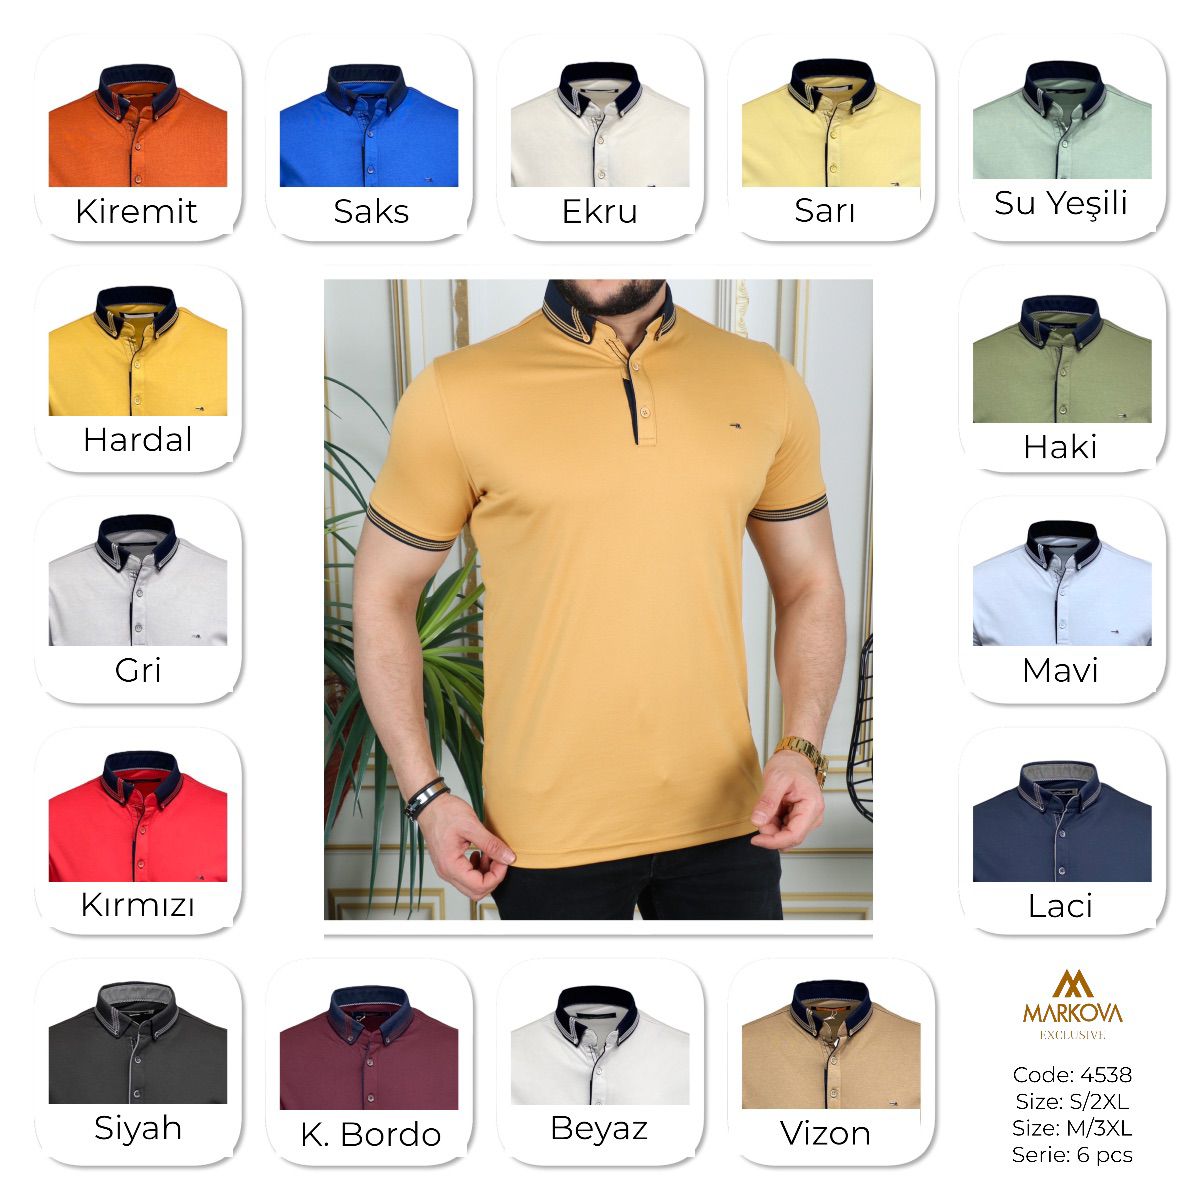 Kiremit
Saks
Ekru
Sarı
Su Yeşili
Hardal
Haki
Gri
Mavi
Kırmızı
Laci
Siyah
K. Bordo
Beyaz
Vizon
MARKOVA
EXCLUSIVE
Code: 4538
Size: S/2XL
Size: M/3XL
Serie: 6 pcs